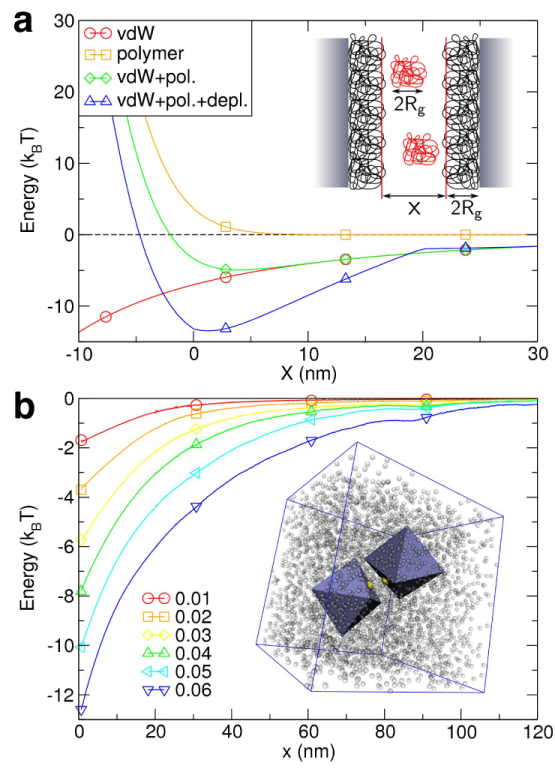 a
30
25
20
15
10
5
0
-5
-10
Energy (kBT)
vdW
polymer
vdW+pol.
vdW+pol.+depl.
2Rg
X
2Rg
-10
0
10
20
30
X (nm)
b
0
-2
-4
-6
-8
-10
-12
Energy (kBT)
0.01
0.02
0.03
0.04
0.05
0.06
0
20
40
60
80
100
120
x (nm)